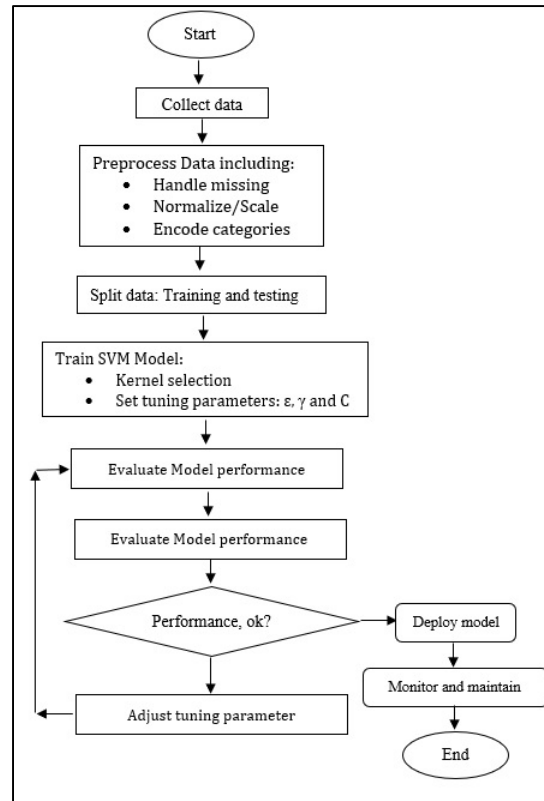 Start
Collect data
Preprocess Data including:
• Handle missing
• Normalize/Scale
• Encode categories
Split data: Training and testing
Train SVM Model:
• Kernel selection
• Set tuning parameters: ε, γ and C
Evaluate Model performance
Evaluate Model performance
Performance, ok?
Deploy model
Monitor and maintain
Adjust tuning parameter
End